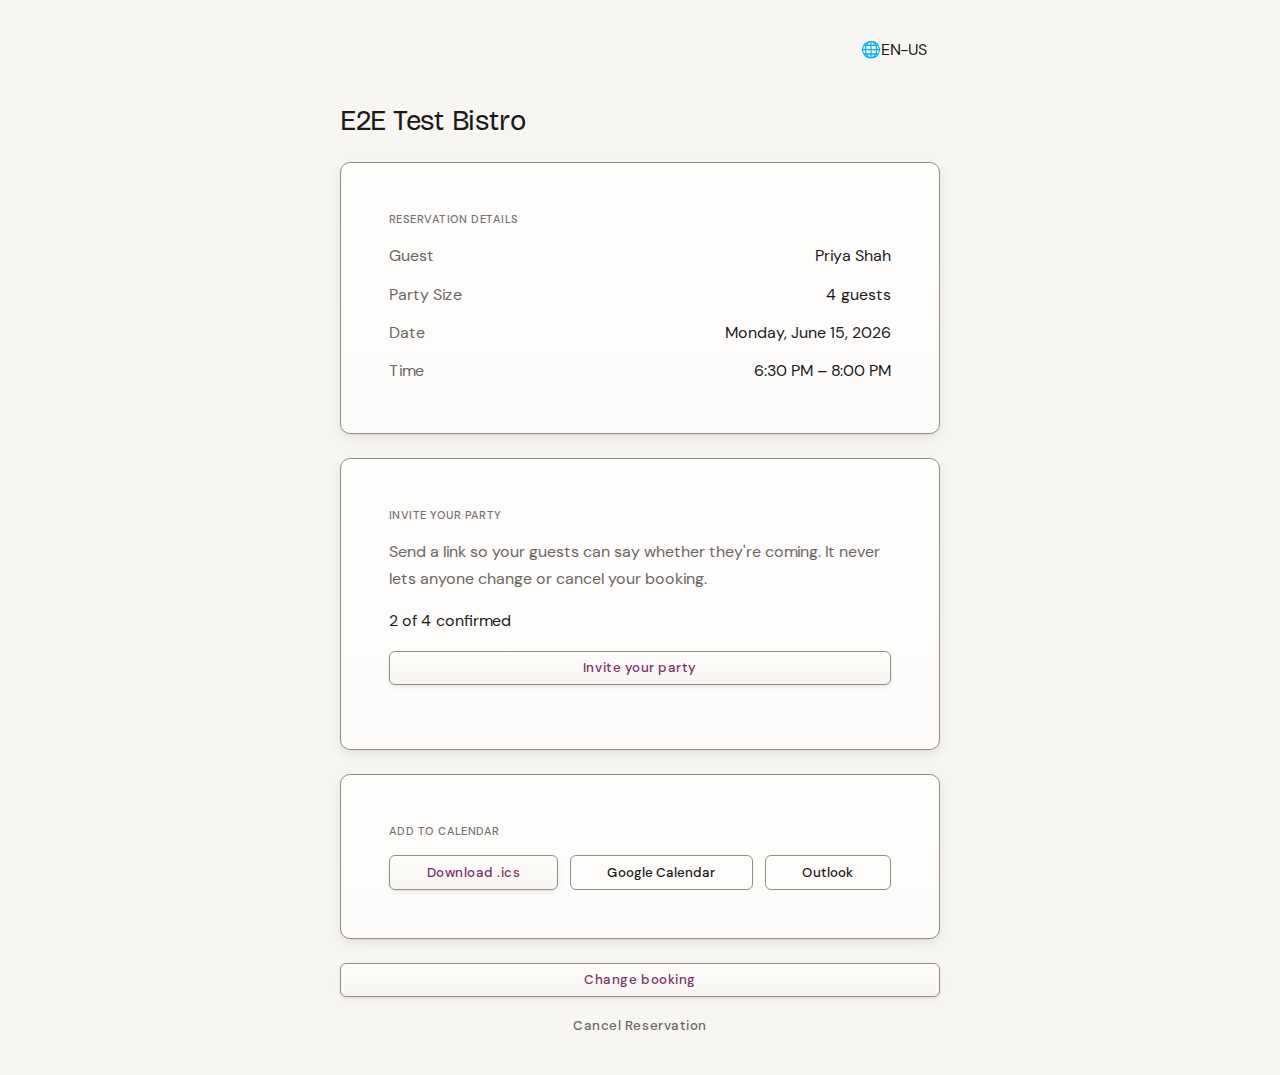 🌐EN-US
E2E Test Bistro
RESERVATION DETAILS
Guest Priya Shah
Party Size 4 guests
Date Monday, June 15, 2026
Time 6:30 PM – 8:00 PM
INVITE YOUR PARTY
Send a link so your guests can say whether they're coming. It never
lets anyone change or cancel your booking.
2 of 4 confirmed
Invite your party
ADD TO CALENDAR
Download .ics Google Calendar Outlook
Change booking
Cancel Reservation